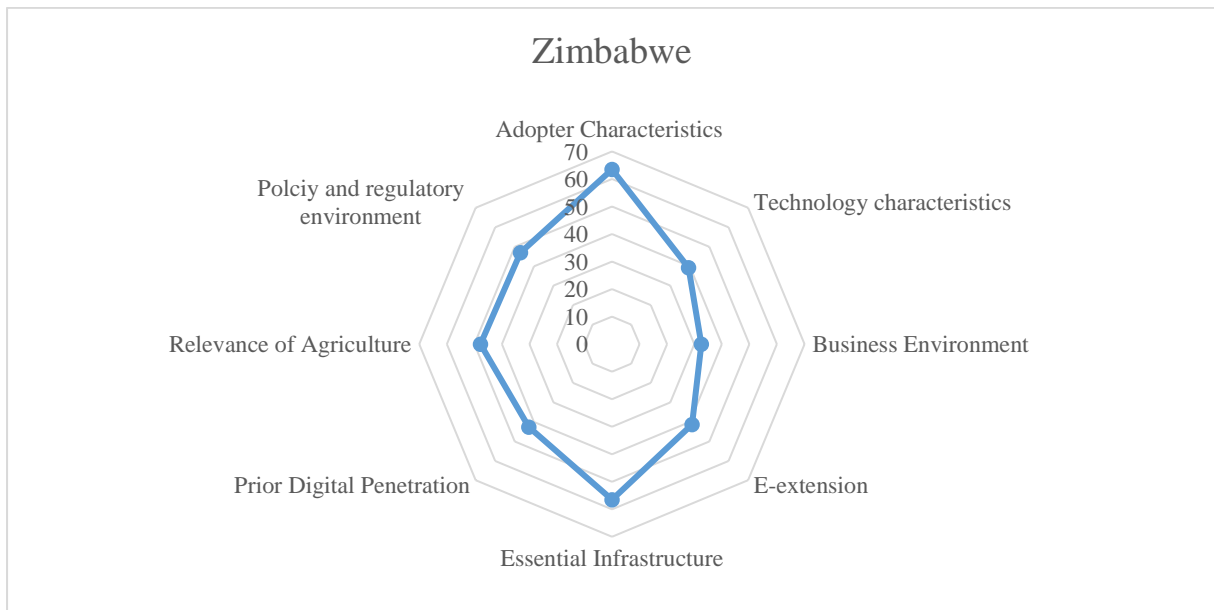 Zimbabwe
Adopter Characteristics
70
60
50
40
30
20
10
0
Technology characteristics
Business Environment
E-extension
Essential Infrastructure
Prior Digital Penetration
Relevance of Agriculture
Polciy and regulatory
environment